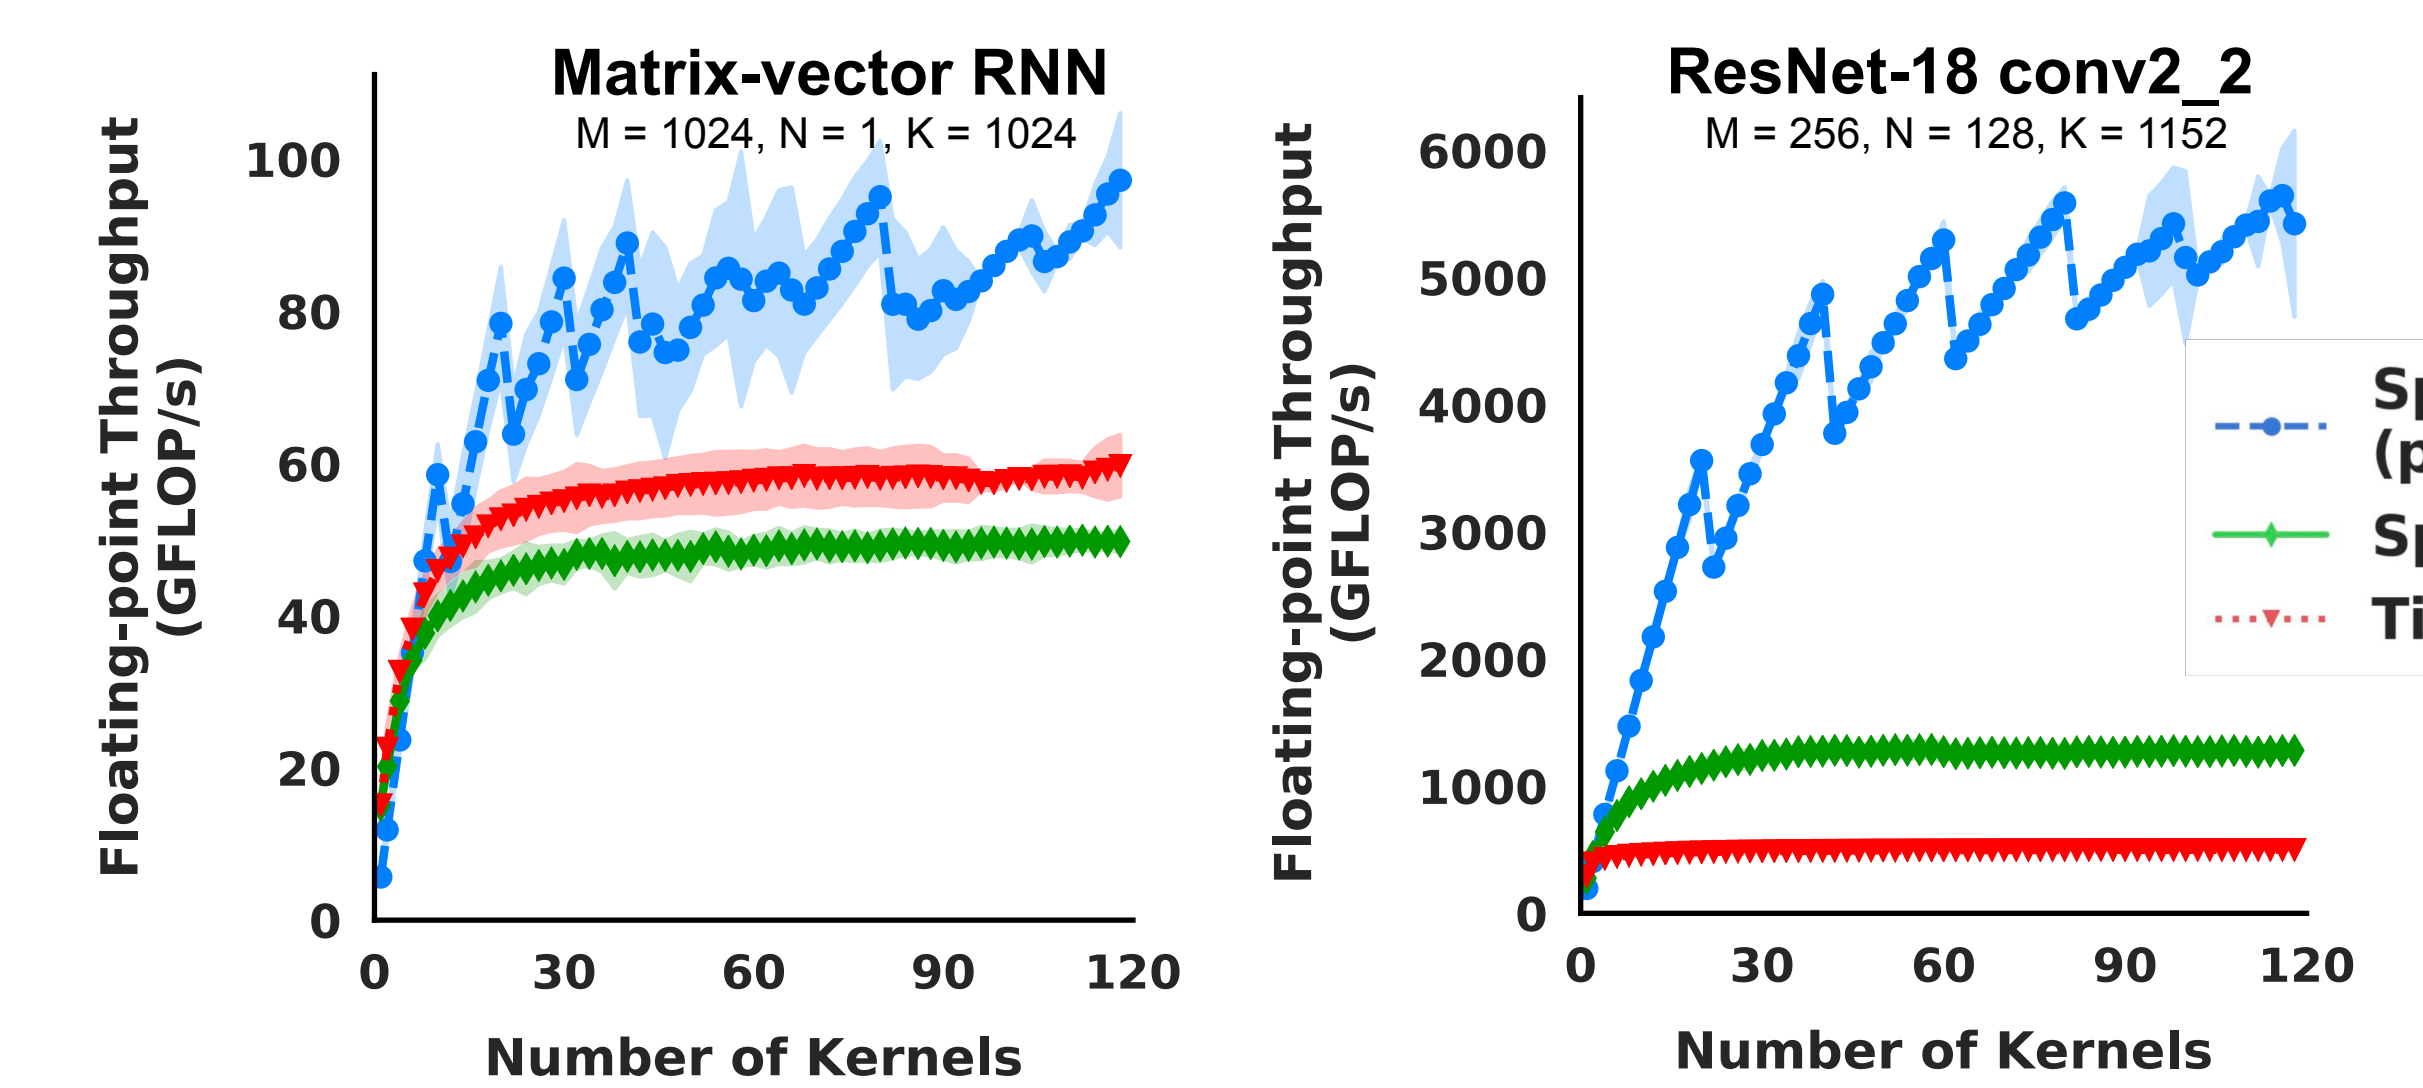 Matrix-vector RNN
M = 1024, N = 1, K = 1024
Floating-point Throughput
(GFLOP/s)
100
80
60
40
20
0
0 30 60 90 120
Number of Kernels
ResNet-18 conv2_2
M = 256, N = 128, K = 1152
Floating-point Throughput
(GFLOP/s)
6000
5000
4000
3000
2000
1000
0
0 30 60 90 120
Number of Kernels